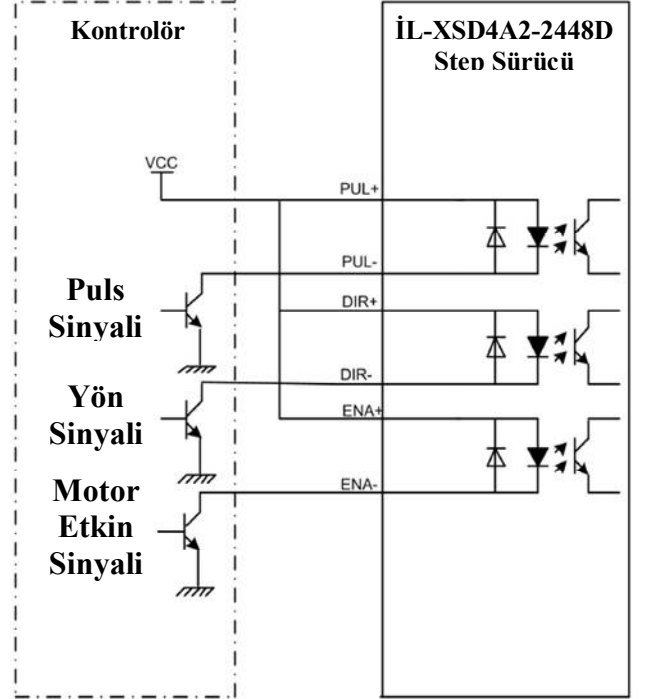 Kontrolör
İL-XSD4A2-2448D
Step Sürücü
VCC
PUL+
PUL-
Puls
Sinyali
DIR+
DIR-
Yön
Sinyali
ENA+
ENA-
Motor
Etkin
Sinyali